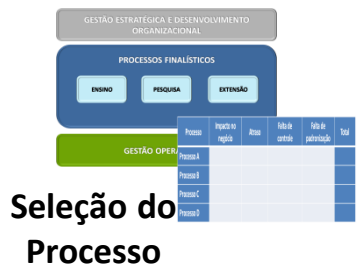 GESTÃO ESTRATÉGICA E DESENVOLVIMENTO
ORGANIZACIONAL
PROCESSOS FINALÍSTICOS
ENSINO PESQUISA EXTENSÃO
GESTÃO OPERA
Processo Impacto no negócio Atraso Falta de controle Falta de padronização Total
Processo A
Processo B
Processo C
Processo D
Seleção do
Processo